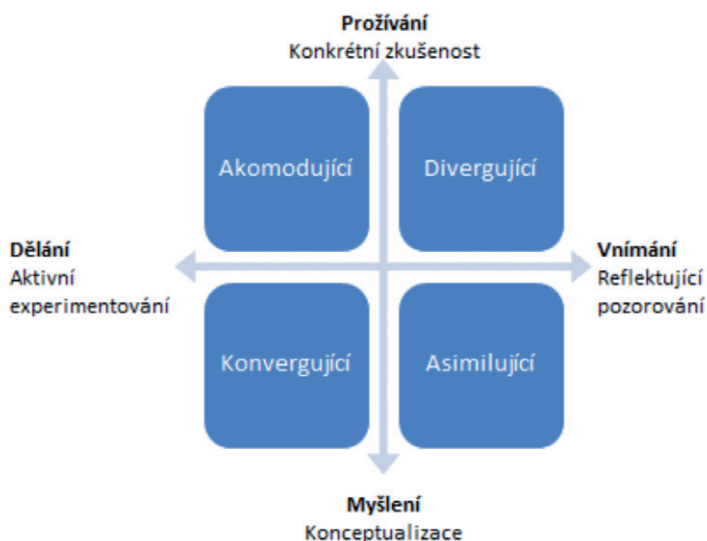 Prožívání
Konkrétní zkušenost
Akomodující
Divergující
Dělání
Aktivní
experimentování
Vnímání
Reflektující
pozorování
Konvergující
Asimilující
Myšlení
Konceptualizace